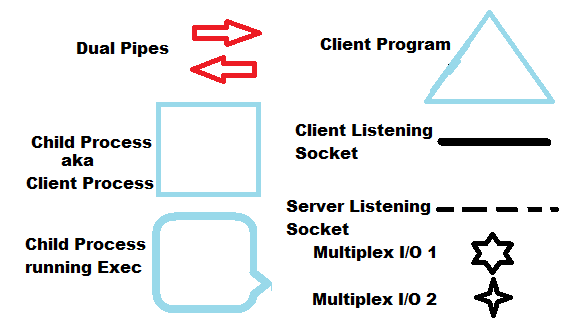 Dual Pipes
Child Process
aka
Client Process
Child Process
running Exec
Client Program
Client Listening
Socket
Server Listening
Socket
Multiplex I/O 1
Multiplex I/O 2